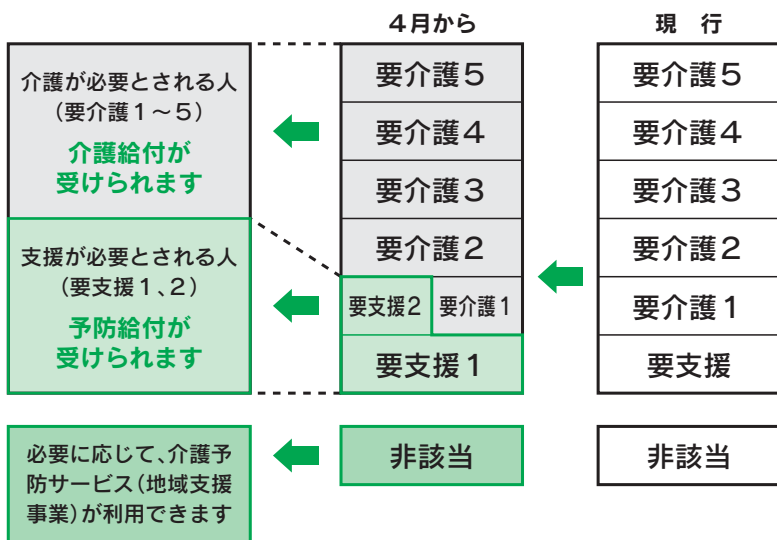 4月から
現 行
介護が必要とされる人
(要介護1〜5)
介護給付が
受けられます
支援が必要とされる人
(要支援1、2)
予防給付が
受けられます
必要に応じて、介護予
防サービス(地域支援
事業)が利用できます
要介護5
要介護4
要介護3
要介護2
要支援2
要介護1
要支援1
非該当
要介護5
要介護4
要介護3
要介護2
要介護1
要支援
非該当